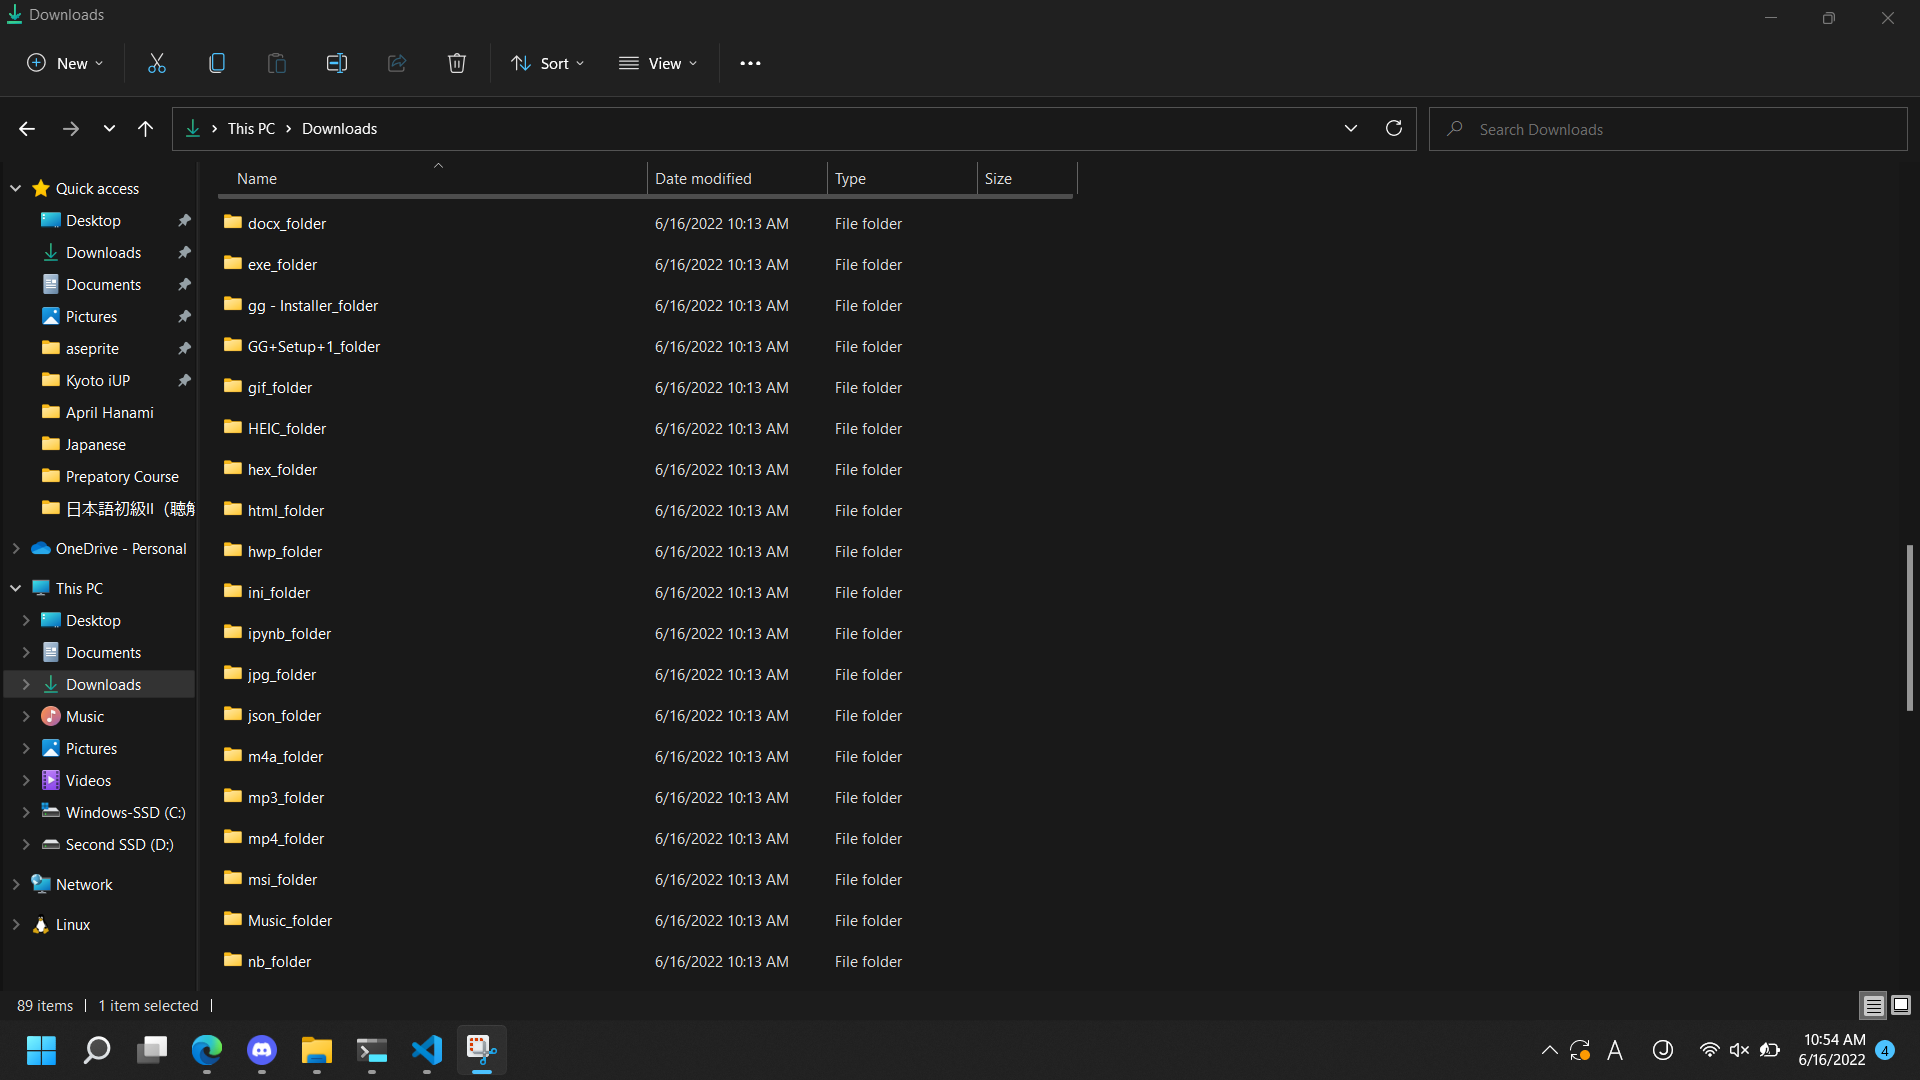 Downloads
New
Sort
View
This PC
Downloads
Search Downloads
Name
Date modified
Type
Size
Quick access
Desktop
Downloads
Documents
Pictures
aseprite
Kyoto iUP
April Hanami
Japanese
Prepatory Course
日本語初級II（聴解
OneDrive - Personal
This PC
Desktop
Documents
Downloads
Music
Pictures
Videos
Windows-SSD (C:)
Second SSD (D:)
Network
Linux
docx_folder 6/16/2022 10:13 AM File folder
exe_folder 6/16/2022 10:13 AM File folder
gg - Installer_folder 6/16/2022 10:13 AM File folder
GG+Setup+1_folder 6/16/2022 10:13 AM File folder
gif_folder 6/16/2022 10:13 AM File folder
HEIC_folder 6/16/2022 10:13 AM File folder
hex_folder 6/16/2022 10:13 AM File folder
html_folder 6/16/2022 10:13 AM File folder
hwp_folder 6/16/2022 10:13 AM File folder
ini_folder 6/16/2022 10:13 AM File folder
ipynb_folder 6/16/2022 10:13 AM File folder
jpg_folder 6/16/2022 10:13 AM File folder
json_folder 6/16/2022 10:13 AM File folder
m4a_folder 6/16/2022 10:13 AM File folder
mp3_folder 6/16/2022 10:13 AM File folder
mp4_folder 6/16/2022 10:13 AM File folder
msi_folder 6/16/2022 10:13 AM File folder
Music_folder 6/16/2022 10:13 AM File folder
nb_folder 6/16/2022 10:13 AM File folder
89 items
1 item selected
A
J
10:54 AM
6/16/2022
4